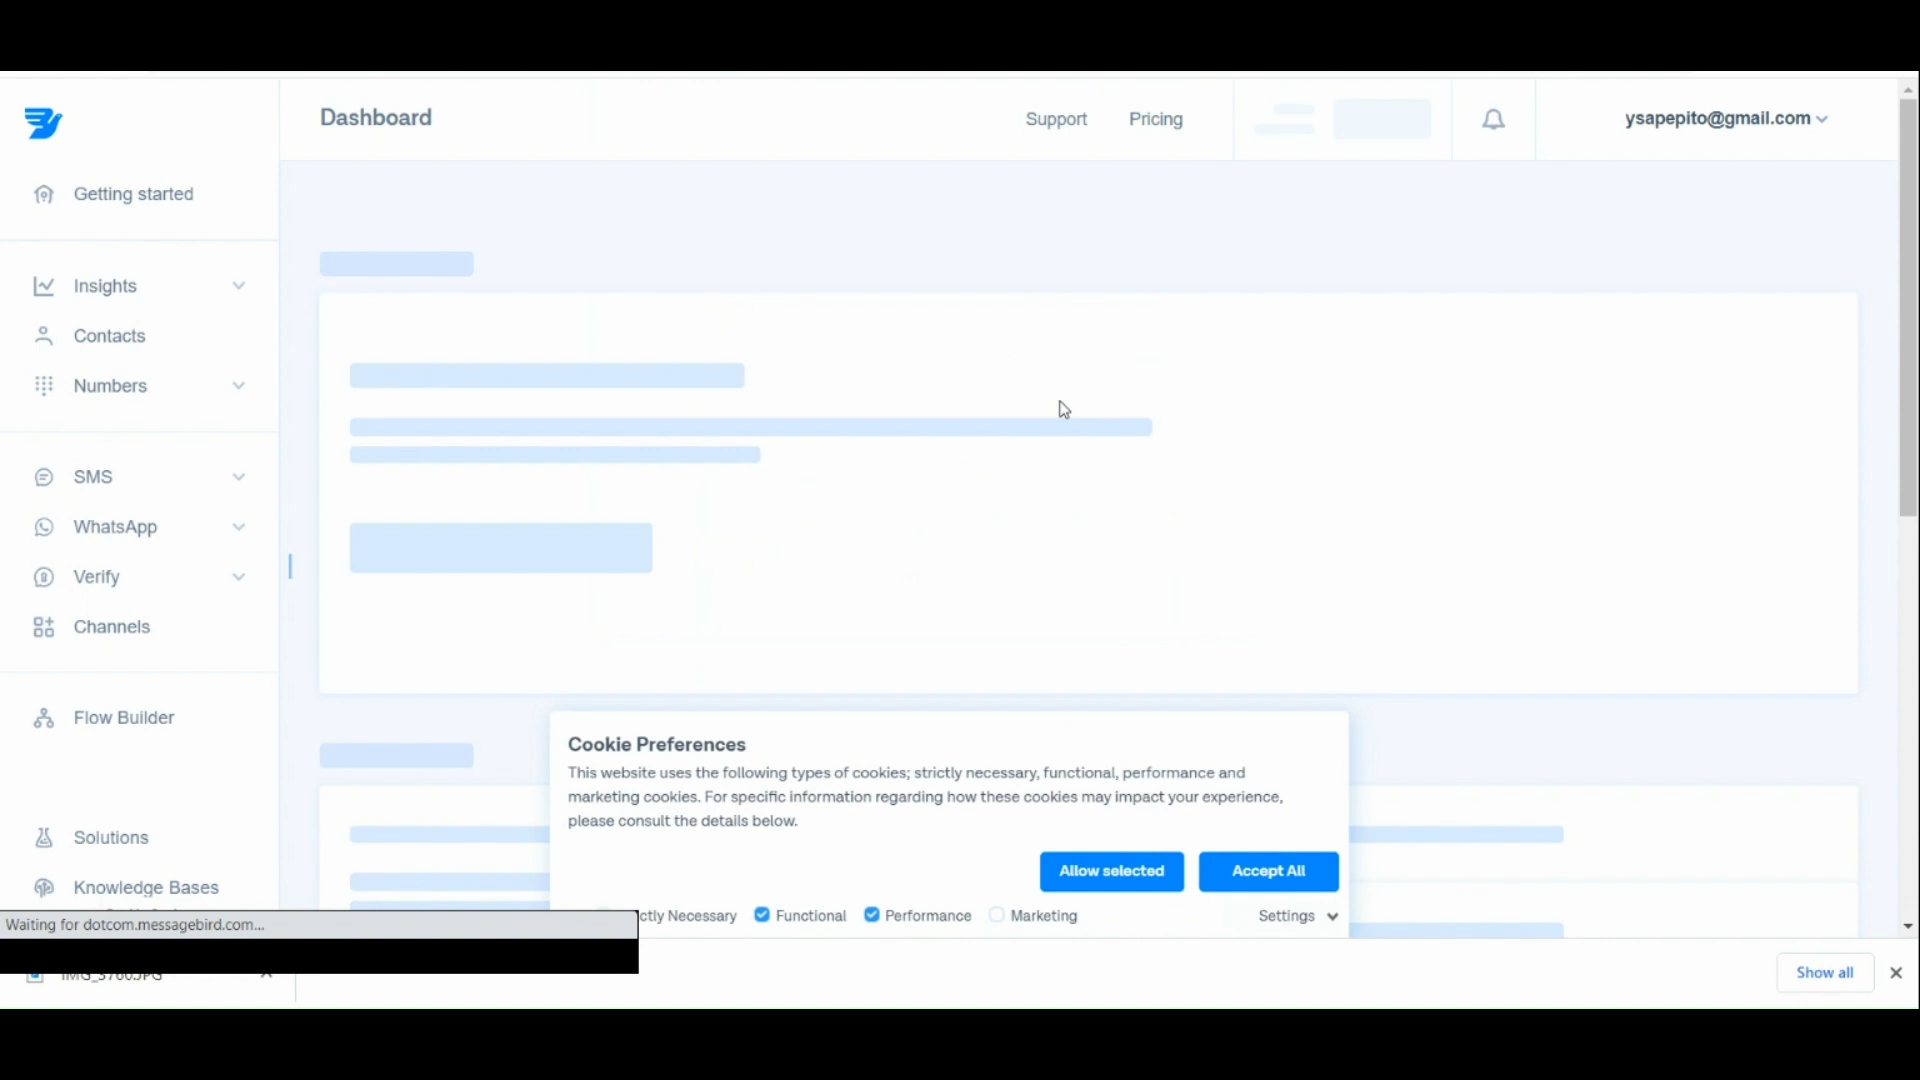 Dashboard
Support
Pricing
ysapepito@gmail.com
Getting started
Insights
Contacts
Numbers
SMS
WhatsApp
Verify
Channels
Flow Builder
Solutions
Knowledge Bases
Cookie Preferences
This website uses the following types of cookies; strictly necessary, functional, performance and
marketing cookies. For specific information regarding how these cookies may impact your experience,
please consult the details below.
Allow selected
Accept All
Necessary
Functional
Performance
Marketing
Settings
Waiting for dotcom.messagebird.com...
Show all